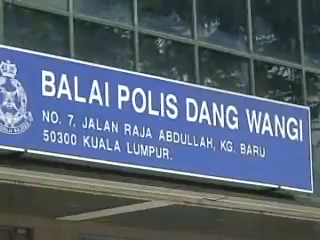 BALAI POLIS DANG WANGI
NO. 7, JALAN RAJA ABDULLAH, KG. BARU
50300 KUALA LUMPUR.